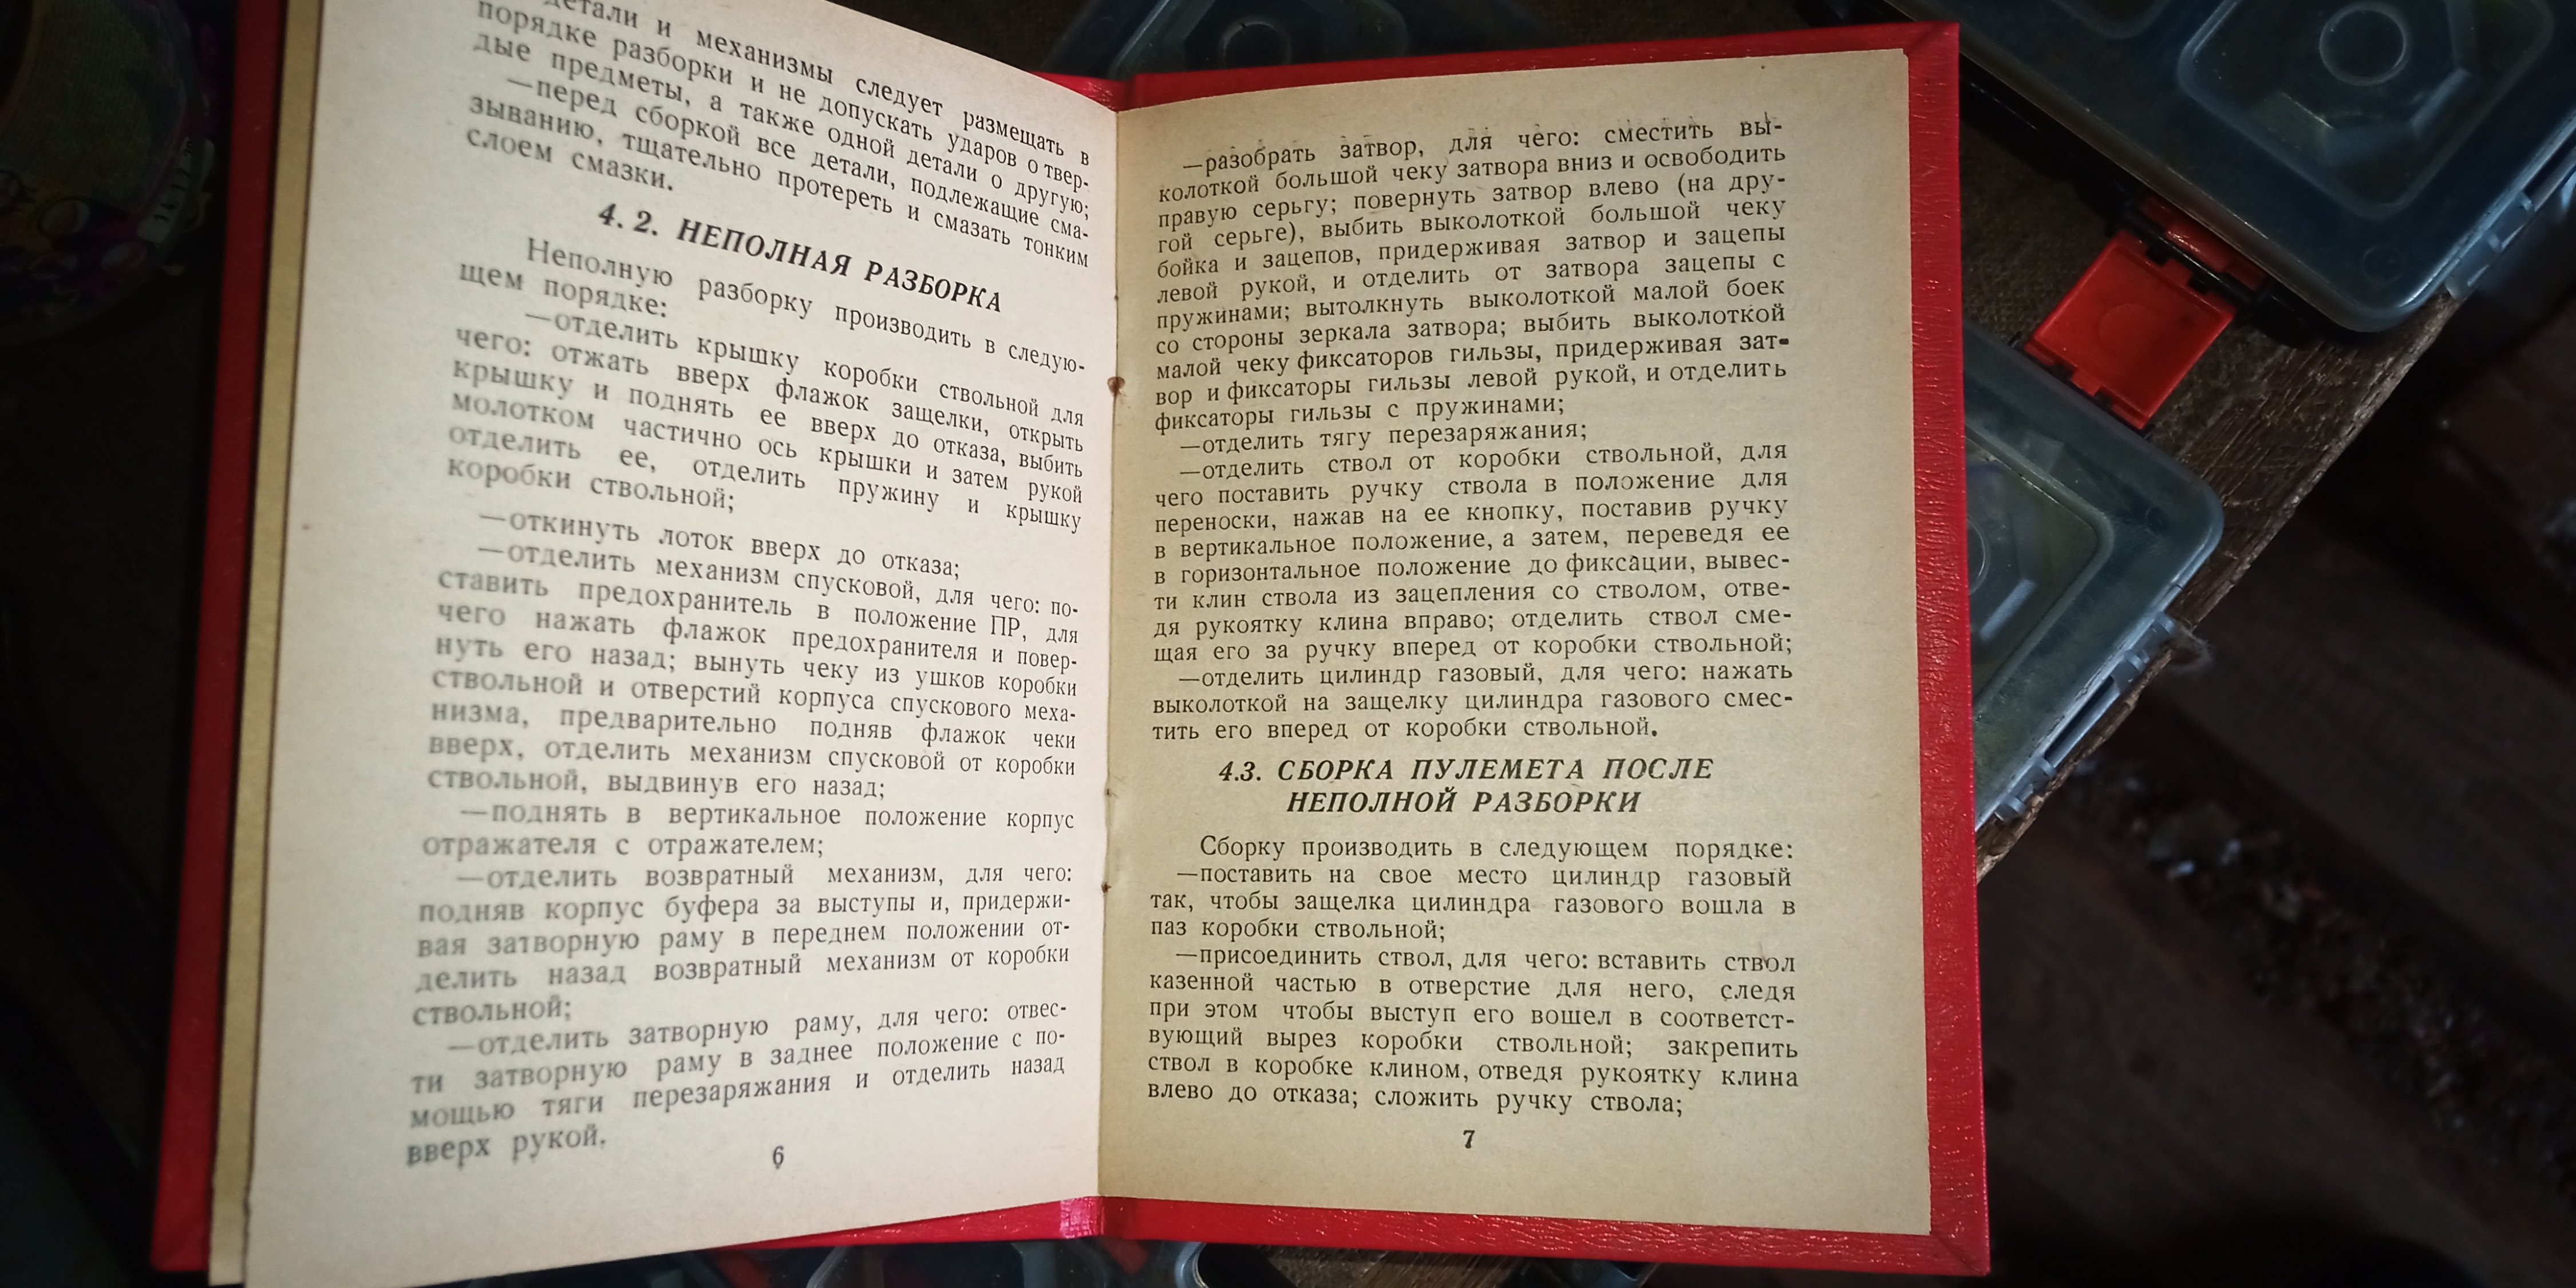 детали и механизмы следует размещать в
порядке разборки и не допускать ударов о твер-
дые предметы, а также одной детали о другую;
—перед сборкой все детали, подлежащие сма-
зыванию, тщательно протереть и смазать тонким
слоем смазки.
4. 2. НЕПОЛНАЯ РАЗБОРКА
Неполную разборку производить в следую-
щем порядке:
—отделить крышку коробки ствольной для
чего: отжать вверх флажок защелки, открыть
крышку и поднять ее вверх до отказа, выбить
молотком частично ось крышки и затем рукой
отделить ее, отделить пружину и крышку
коробки ствольной;
—откинуть лоток вверх до отказа;
—отделить механизм спусковой, для чего: по-
ставить предохранитель в положение ПР, для
чего нажать флажок предохранителя и повер-
нуть его назад; вынуть чеку из ушков коробки
ствольной и отверстий корпуса спускового меха-
низма, предварительно подняв флажок чеки
вверх, отделить механизм спусковой от коробки
ствольной, выдвинув его назад;
—поднять в вертикальное положение корпус
отражателя с отражателем;
—отделить возвратный механизм, для чего:
подняв корпус буфера за выступы и, придержи-
вая затворную раму в переднем положении от-
делить назад возвратный механизм от коробки
ствольной;
—отделить затворную раму, для чего: отвес-
ти затворную раму в заднее положение с по-
мощью тяги перезаряжания и отделить назад
вверх рукой.
6
—разобрать затвор, для чего: сместить вы-
колоткой большой чеку затвора вниз и освободить
правую серьгу; повернуть затвор влево (на дру-
гой серьге), выбить выколоткой большой чеку
бойка и зацепов, придерживая затвор и зацепы
левой рукой, и отделить от затвора зацепы с
пружинами; вытолкнуть выколоткой малой боек
со стороны зеркала затвора; выбить выколоткой
малой чеку фиксаторов гильзы, придерживая зат-
вор и фиксаторы гильзы левой рукой, и отделить
фиксаторы гильзы с пружинами;
—отделить тягу перезаряжания;
—отделить ствол от коробки ствольной, для
чего поставить ручку ствола в положение для
переноски, нажав на ее кнопку, поставив ручку
в вертикальное положение, а затем, переведя ее
в горизонтальное положение до фиксации, вывес-
ти клин ствола из зацепления со стволом, отве-
дя рукоятку клина вправо; отделить ствол сме-
щая его за ручку вперед от коробки ствольной;
—отделить цилиндр газовый, для чего: нажать
выколоткой на защелку цилиндра газового смес-
тить его вперед от коробки ствольной.
4.3. СБОРКА ПУЛЕМЕТА ПОСЛЕ
НЕПОЛНОЙ РАЗБОРКИ
Сборку производить в следующем порядке:
—поставить на свое место цилиндр газовый
так, чтобы защелка цилиндра газового вошла в
паз коробки ствольной;
—присоединить ствол, для чего: вставить ствол
казенной частью в отверстие для него, следя
при этом чтобы выступ его вошел в соответст-
вующий вырез коробки ствольной; закрепить
ствол в коробке клином, отведя рукоятку клина
влево до отказа; сложить ручку ствола;
7